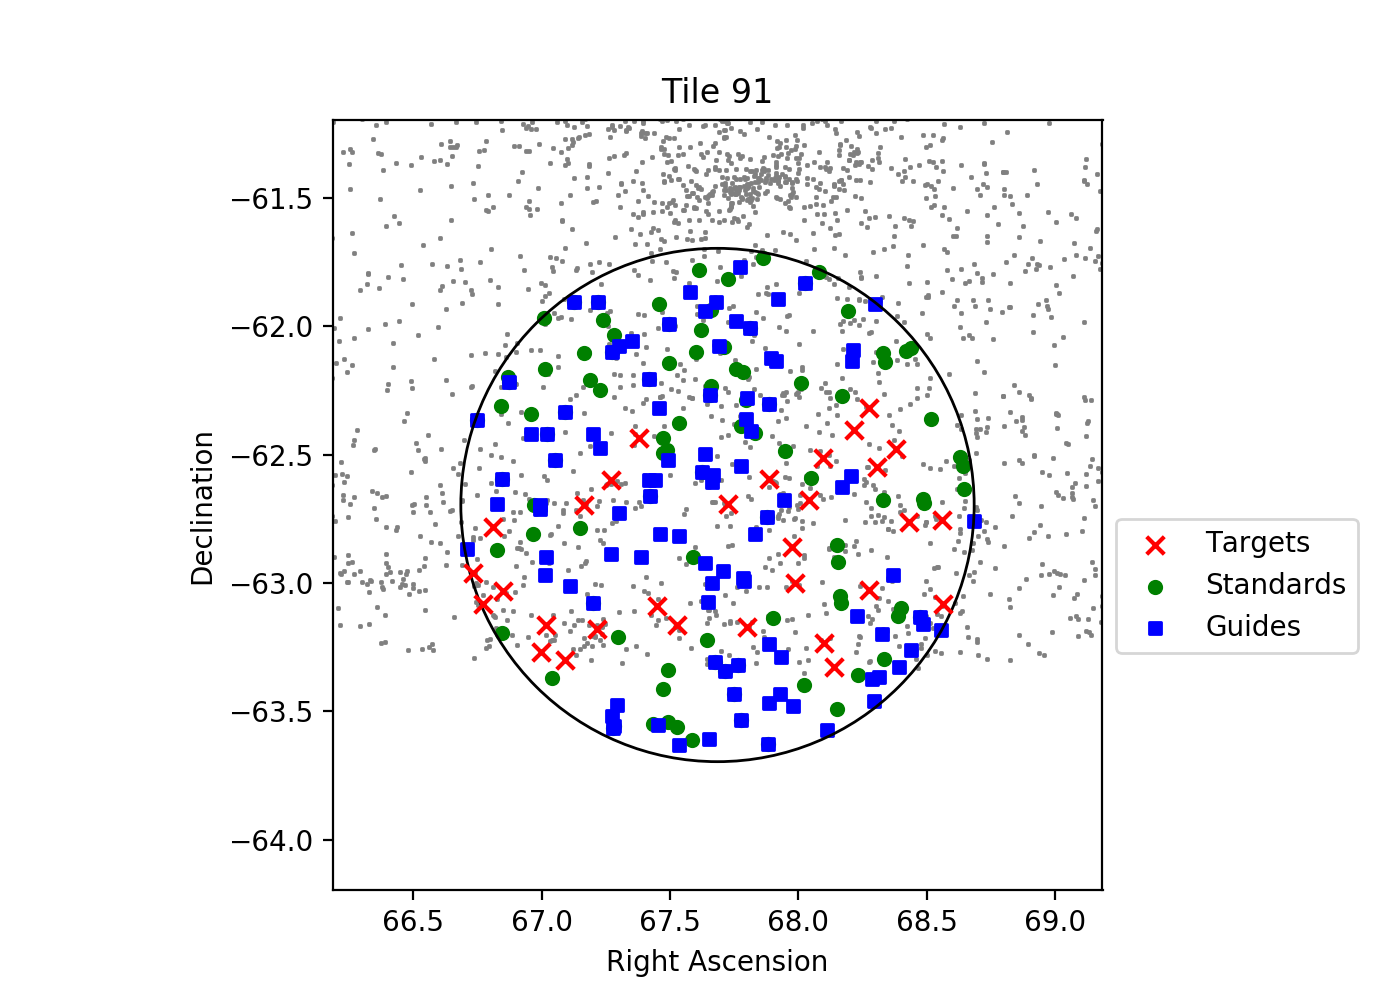 Tile 91
−61.5
−62.0
−62.5
−63.0
−63.5
−64.0
Declination
66.5 67.0 67.5 68.0 68.5 69.0
Right Ascension
Targets
Standards
Guides